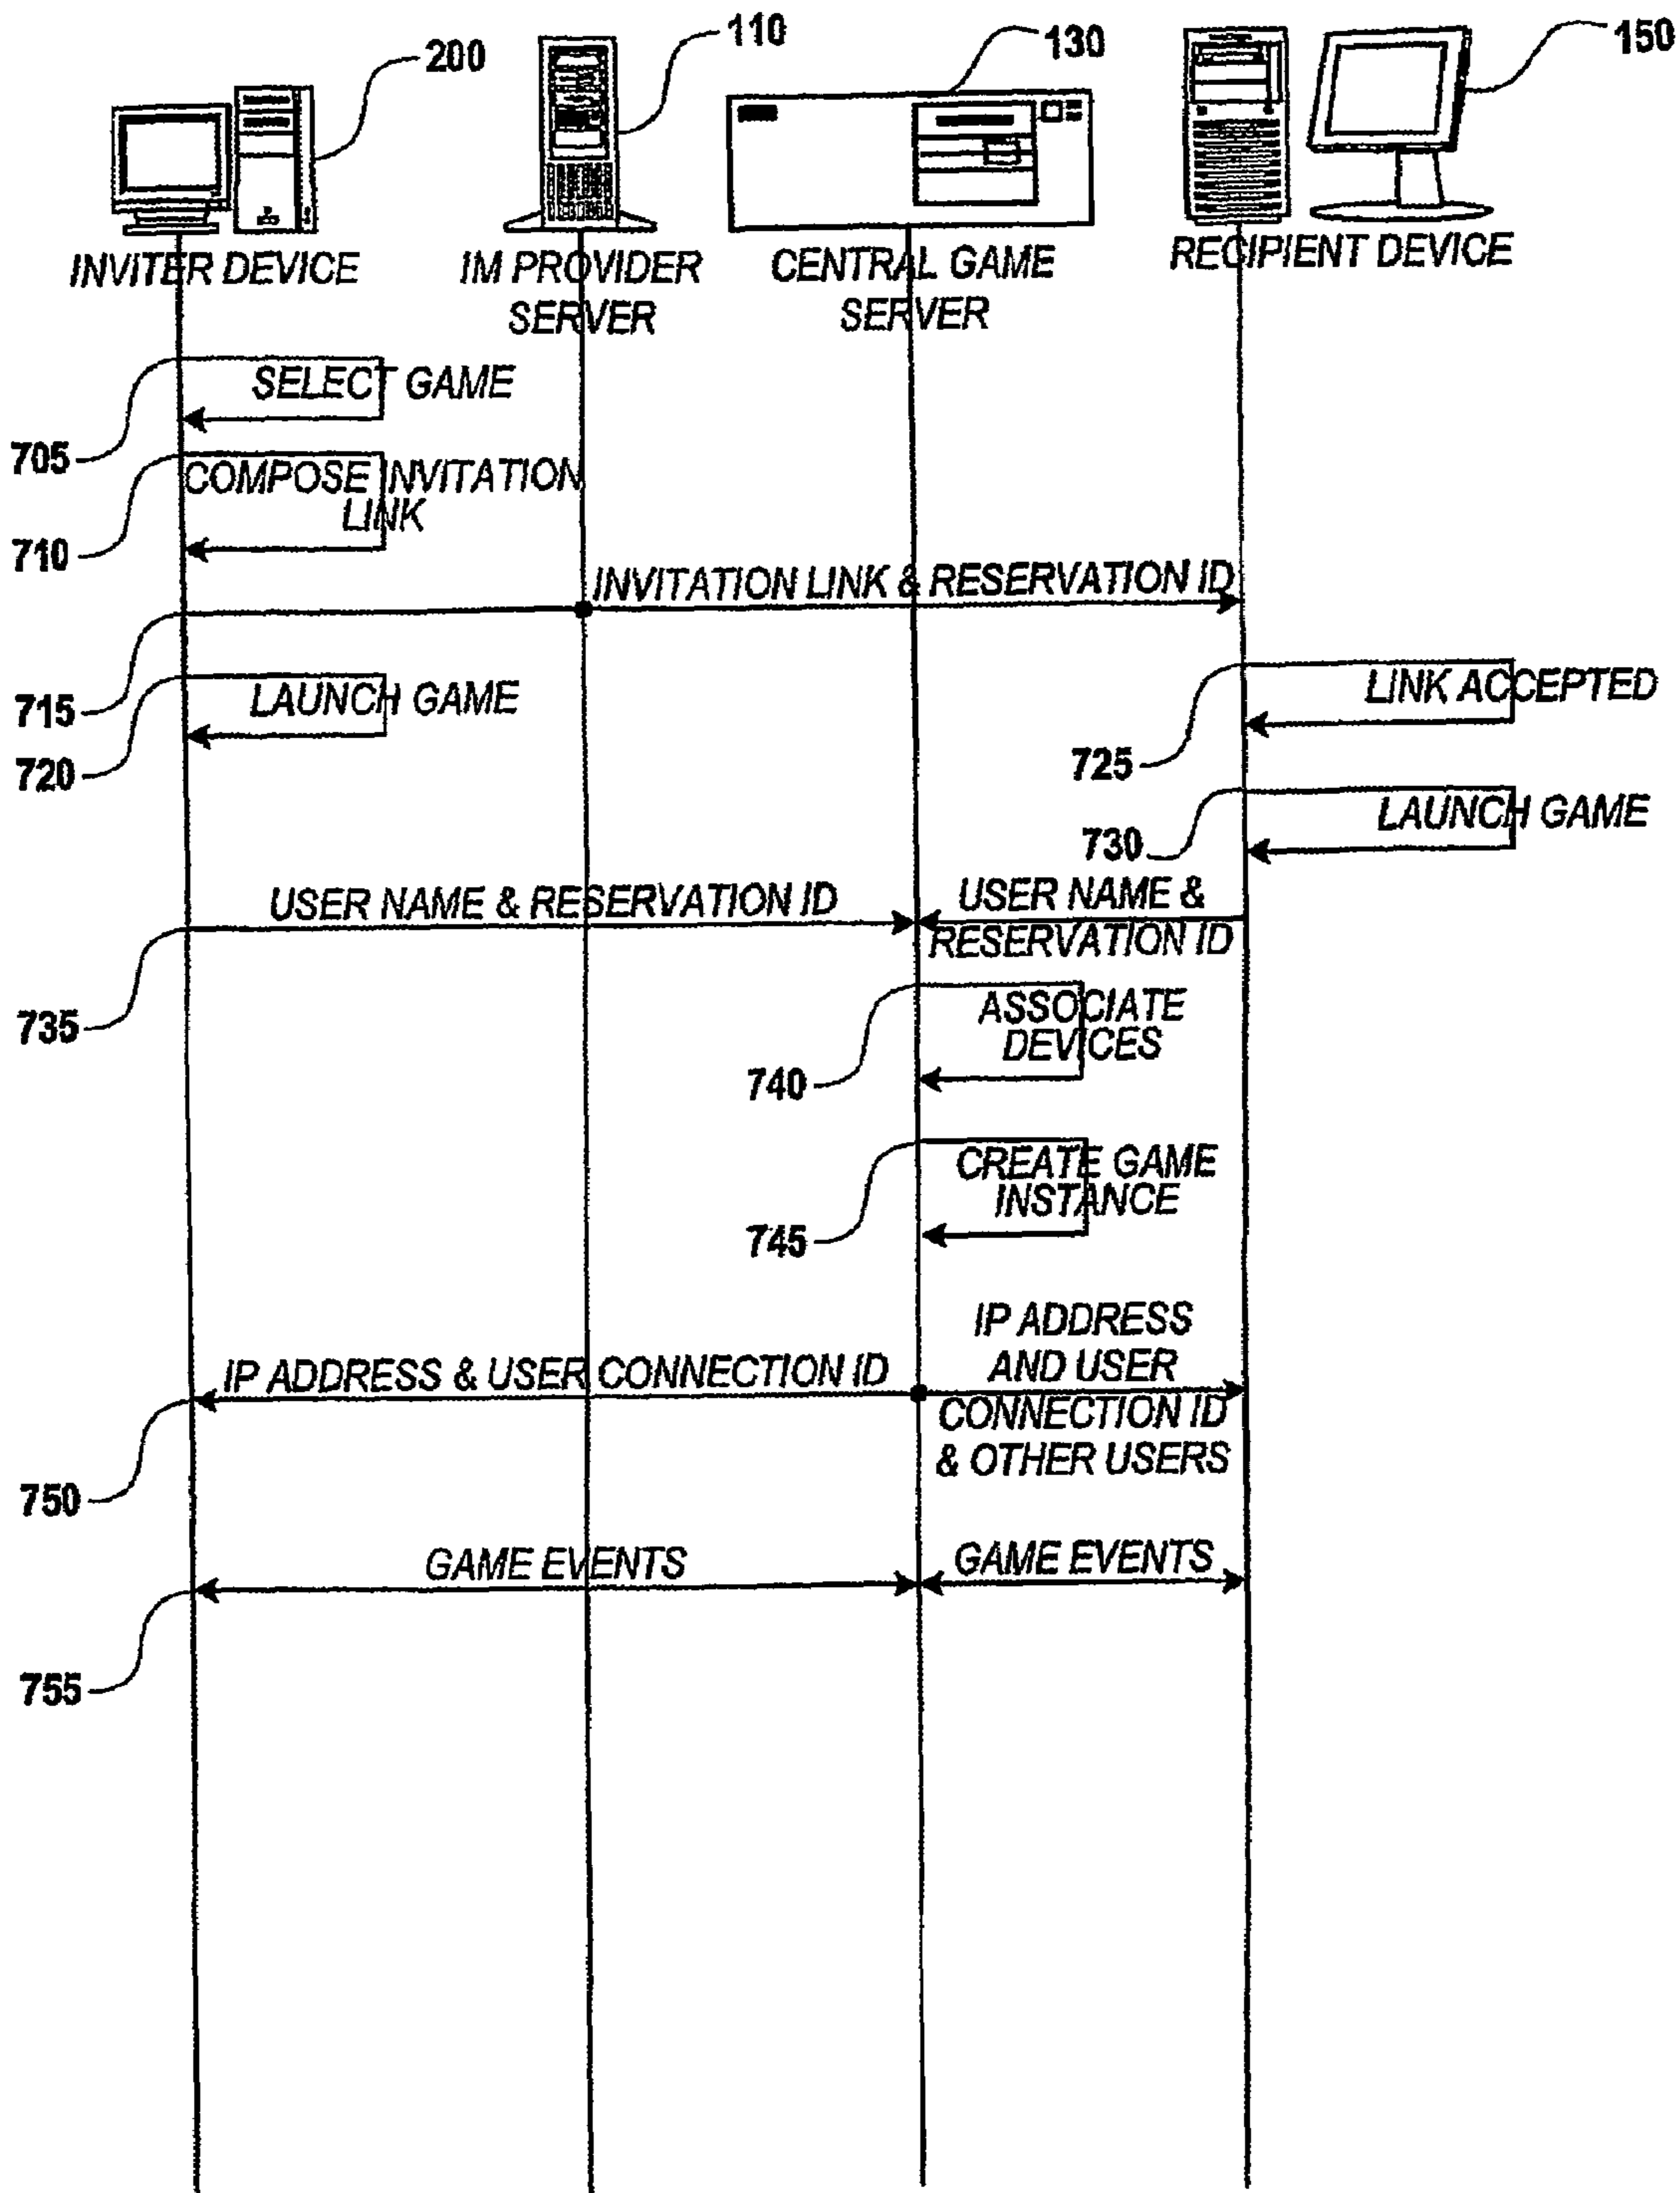 200
110
130
150
INVITER DEVICE
IM PROVIDER
SERVER
CENTRAL GAME
SERVER
RECIPIENT DEVICE
SELECT GAME
705
COMPOSE INVITATION
LINK
710
INVITATION LINK & RESERVATION ID
715
LAUNCH GAME
720
LINK ACCEPTED
725
LAUNCH GAME
730
USER NAME & RESERVATION ID
USER NAME &
RESERVATION ID
735
ASSOCIATE
DEVICES
740
CREATE GAME
INSTANCE
745
IP ADDRESS & USER CONNECTION ID
IP ADDRESS
AND USER
CONNECTION ID
& OTHER USERS
750
GAME EVENTS
GAME EVENTS
755